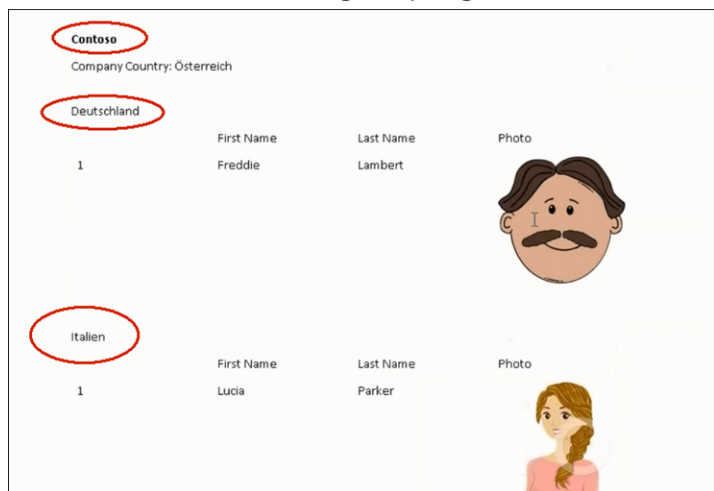 Contoso
Company Country: Österreich
Deutschland
First Name Last Name Photo
1 Freddie Lambert
Italien
First Name Last Name Photo
1 Lucia Parker